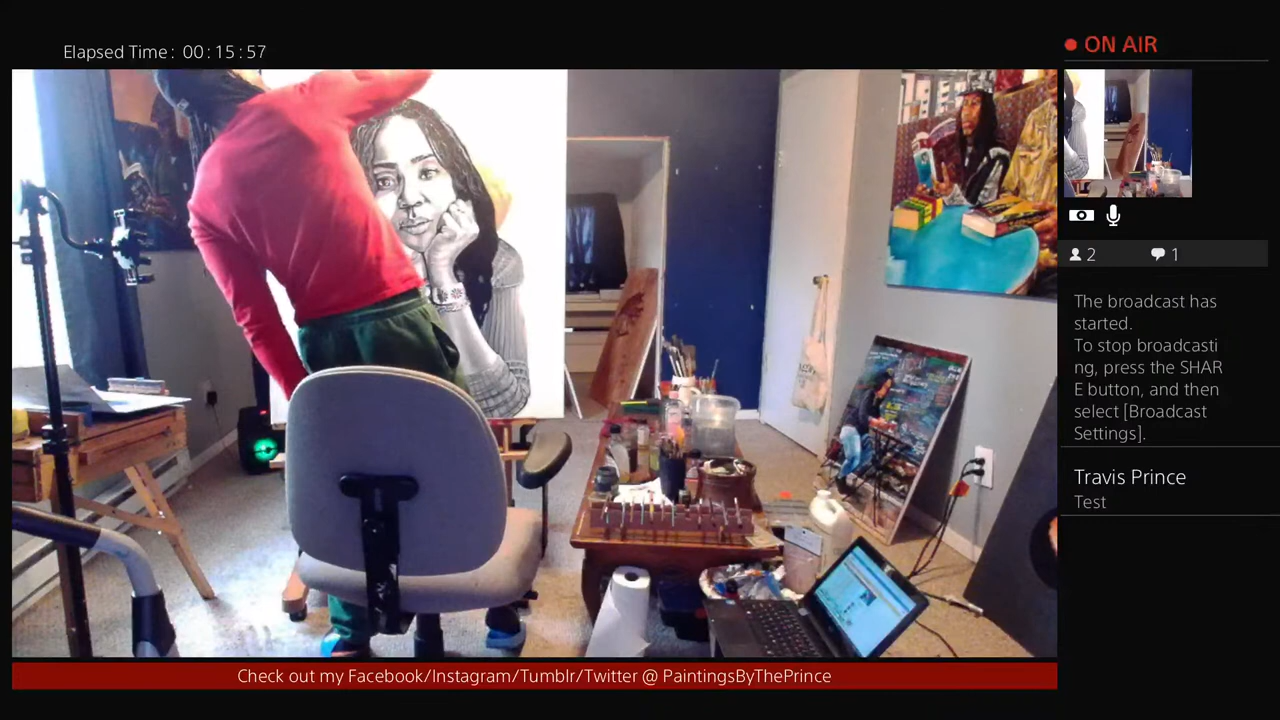 Elapsed Time: 00:15:57
ON AIR
2
1
The broadcast has
started.
To stop broadcasti
ng, press the SHAR
E button, and then
select [Broadcast
Settings].
Travis Prince
Test
Check out my Facebook/Instagram/Tumblr/Twitter @ PaintingsByThePrince